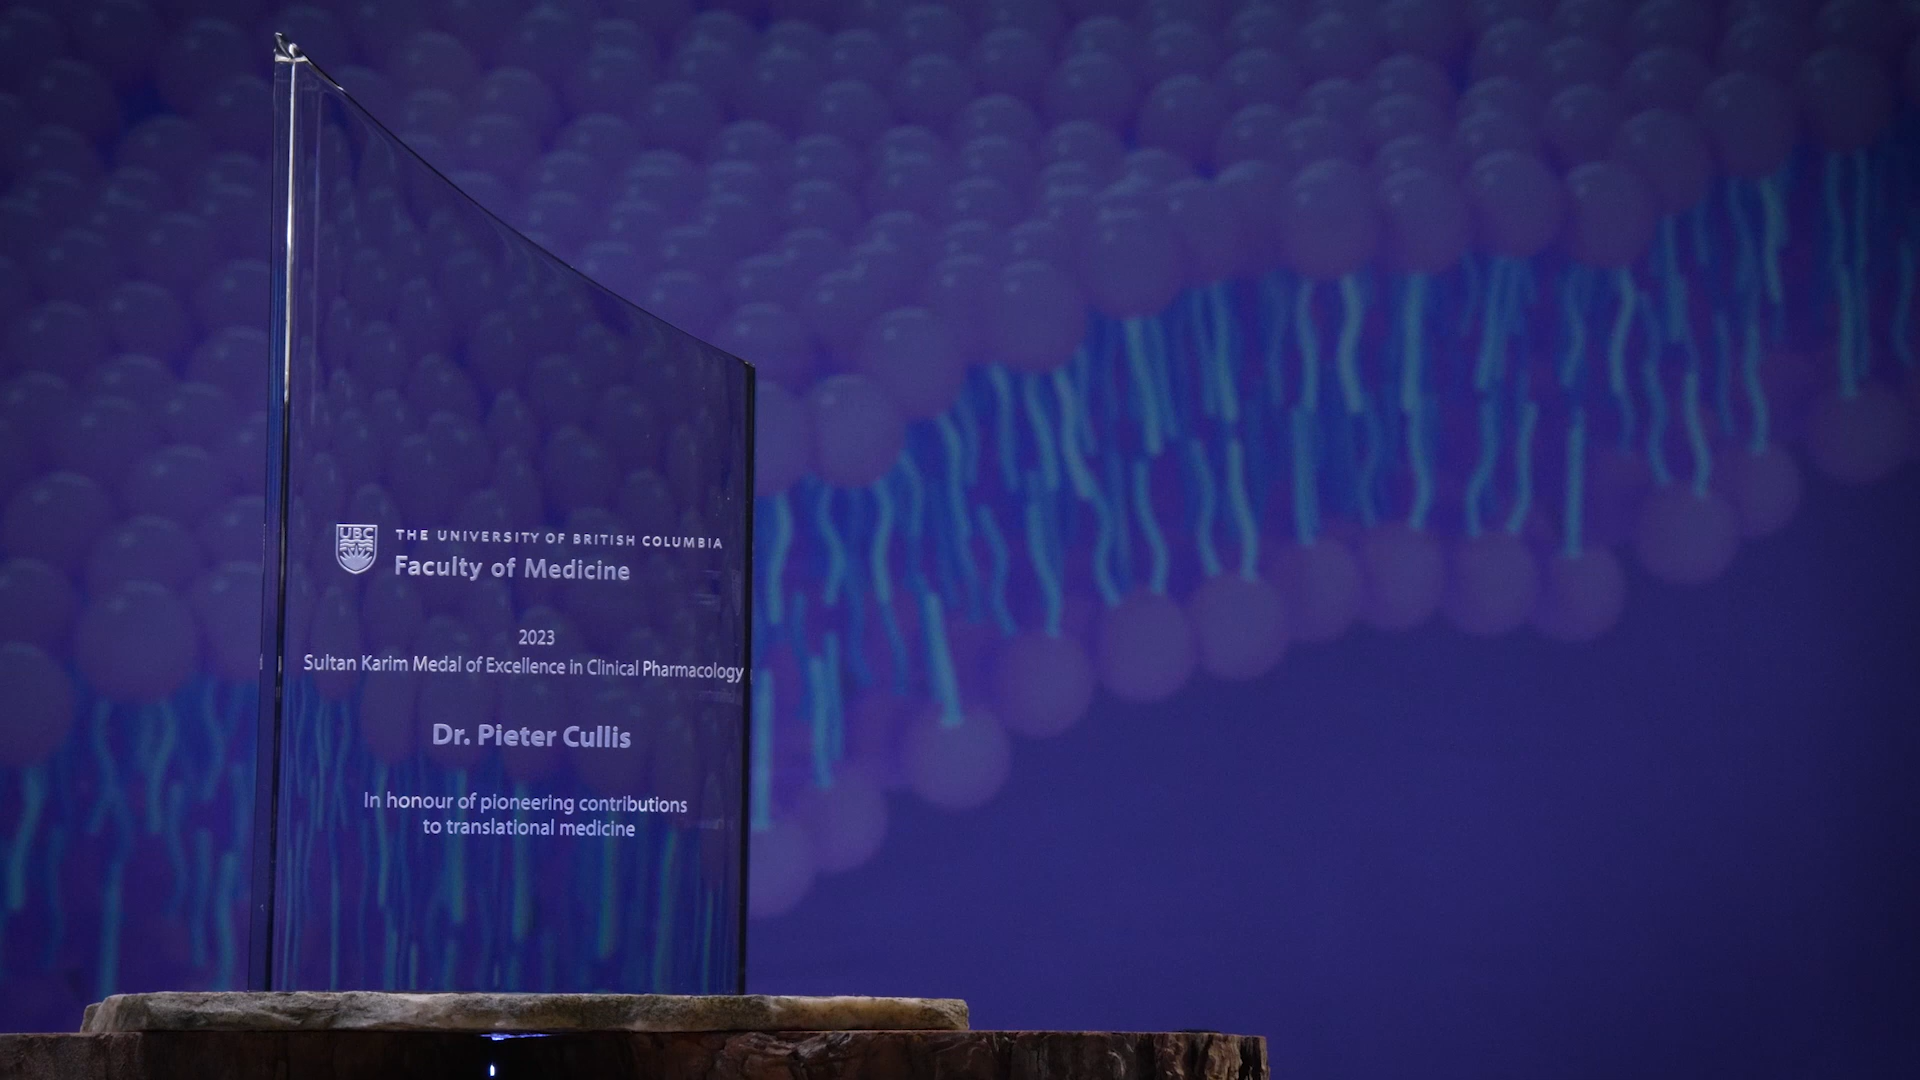 UBC
THE UNIVERSITY OF BRITISH COLUMBIA
Faculty of Medicine
2023
Sultan Karim Medal of Excellence in Clinical Pharmacology
Dr. Pieter Cullis
In honour of pioneering contributions
to translational medicine